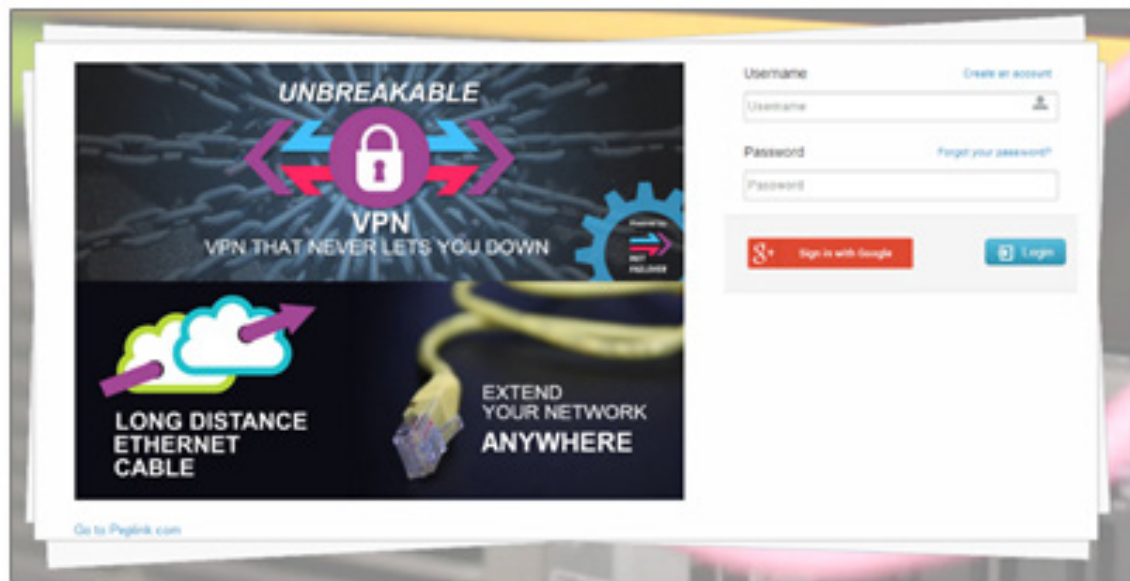 UNBREAKABLE
VPN
VPN THAT NEVER LETS YOU DOWN
LONG DISTANCE
ETHERNET
CABLE
EXTEND
YOUR NETWORK
ANYWHERE
Go to Peplink.com
Username
Create an account
Username
Password
Forgot your password?
Password
8+ Sign in with Google
Login